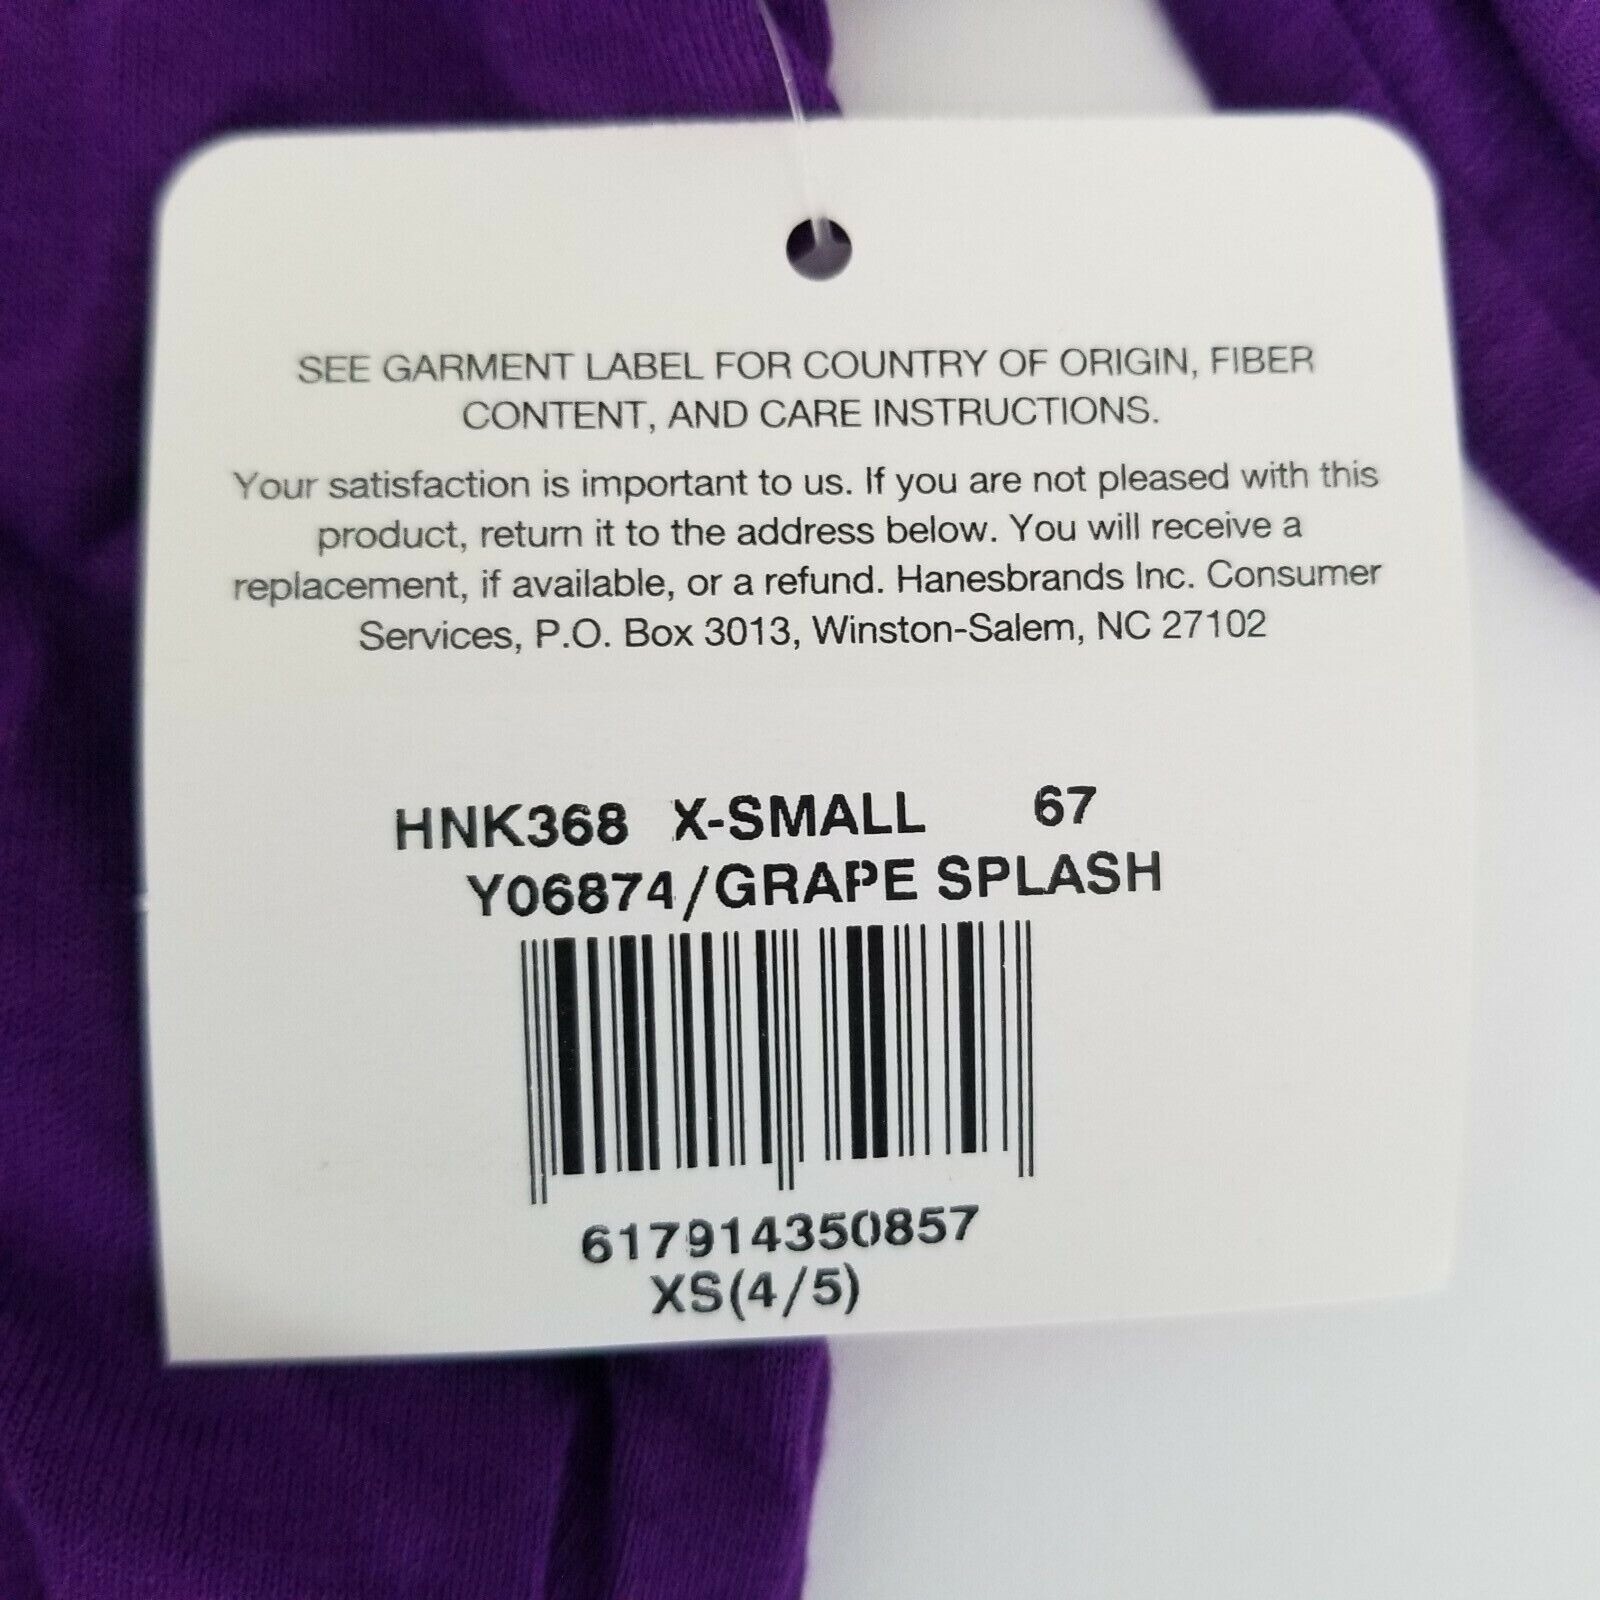 SEE GARMENT LABEL FOR COUNTRY OF ORIGIN, FIBER
CONTENT, AND CARE INSTRUCTIONS.
Your satisfaction is important to us. If you are not pleased with this
product, return it to the address below. You will receive a
replacement, if available, or a refund. Hanesbrands Inc. Consumer
Services, P.O. Box 3013, Winston-Salem, NC 27102
HNK368 X-SMALL 67
Y06874/GRAPE SPLASH
617914350857
XS(4/5)